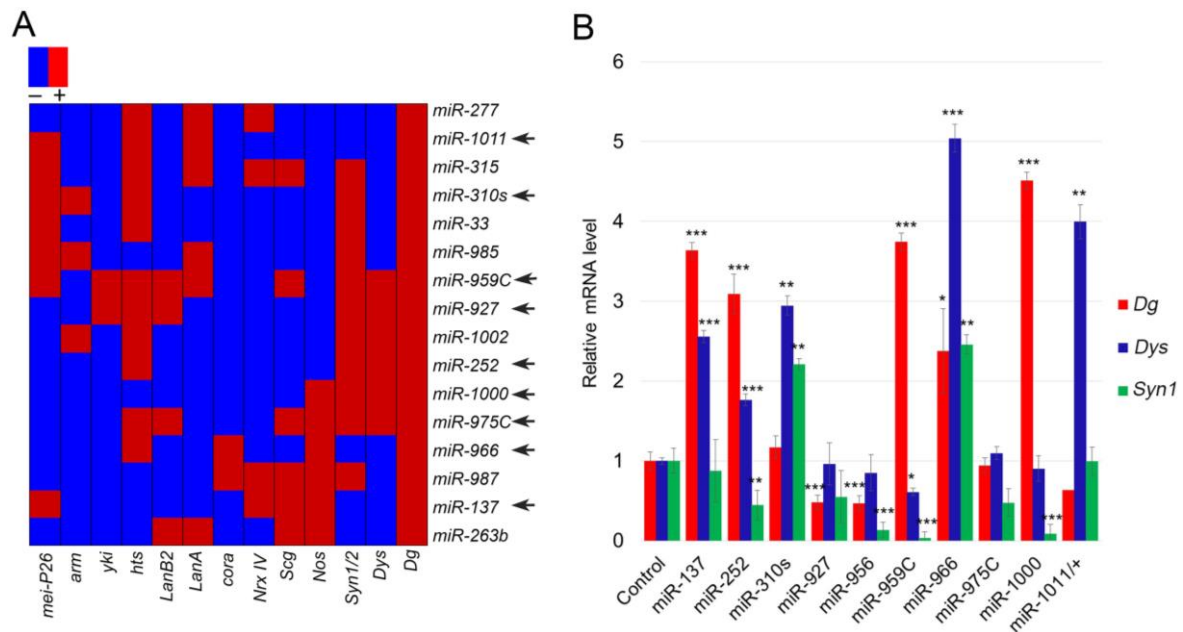 A
– +
miR-277
miR-1011
miR-315
miR-310s
miR-33
miR-985
miR-959C
miR-927
miR-1002
miR-252
miR-1000
miR-975C
miR-966
miR-987
miR-137
miR-263b
mei-P26
arm
yki
hts
LanB2
LanA
cora
Nrx IV
Scg
Nos
Syn1/2
Dys
Dg
B
Relative mRNA level
6
5
4
3
2
1
0
***
***
***
***
**
**
**
***
***
***
***
*
***
*
***
**
***
***
**
Control
miR-137
miR-252
miR-310s
miR-927
miR-956
miR-959C
miR-966
miR-975C
miR-1000
miR-1011/+
Dg
Dys
Syn1